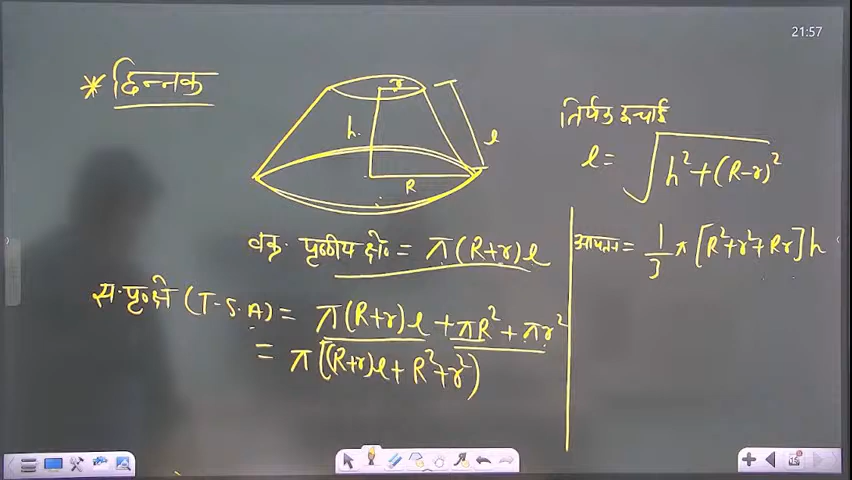 21:57
* छिन्नक
r
h.
l
R
तिर्यक ऊँचाई
l = √h²+(R-r)²
वक्र पृष्ठीय क्षे० = π(R+r)l
आयतन = 1/3 π [R²+r²+Rr] h
स.पृ.क्षे (T.S.A) = π(R+r)l + πR² + πr²
= π((R+r)l + R²+r²)